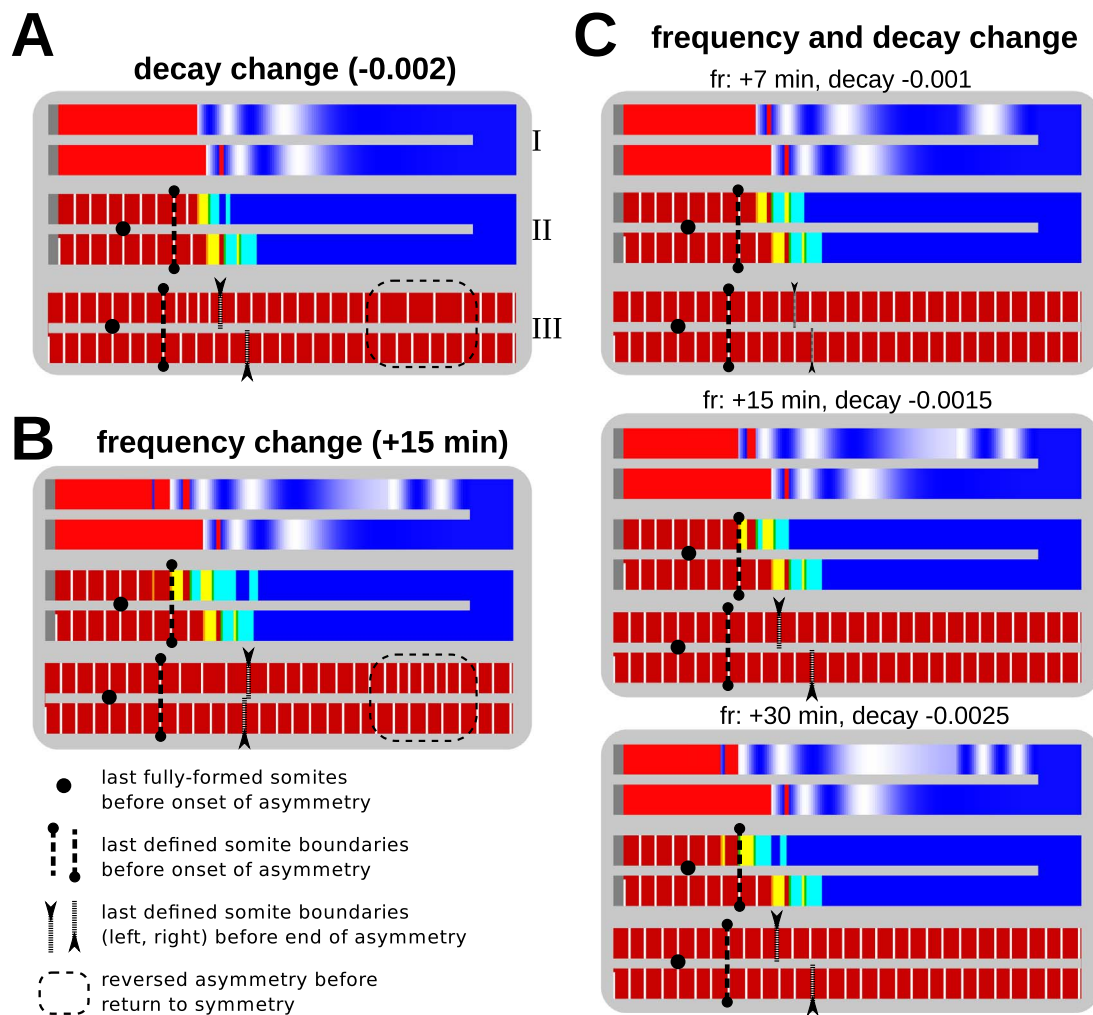 A
decay change (-0.002)
I
II
III
B
frequency change (+15 min)
last fully-formed somites
before onset of asymmetry
last defined somite boundaries
before onset of asymmetry
last defined somite boundaries
(left, right) before end of asymmetry
reversed asymmetry before
return to symmetry
C
frequency and decay change
fr: +7 min, decay -0.001
fr: +15 min, decay -0.0015
fr: +30 min, decay -0.0025